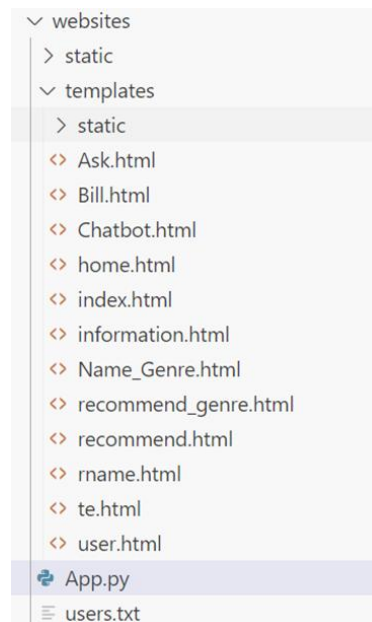 websites
static
templates
static
Ask.html
Bill.html
Chatbot.html
home.html
index.html
information.html
Name_Genre.html
recommend_genre.html
recommend.html
rname.html
te.html
user.html
App.py
users.txt